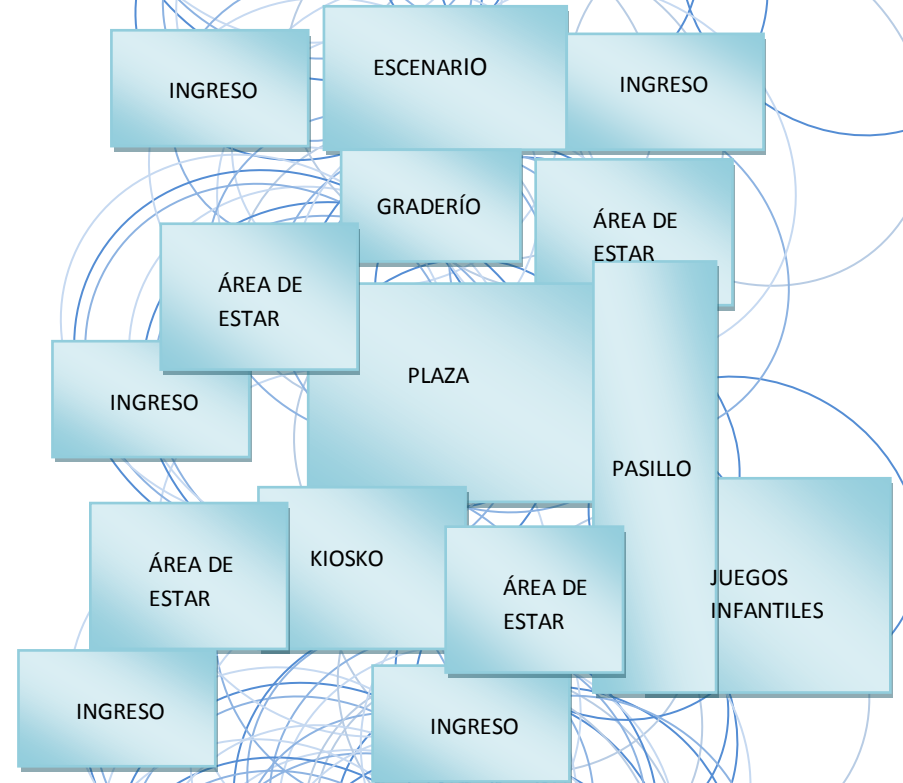 INGRESO
ESCENARIO
INGRESO
GRADERÍO
ÁREA DE
ESTAR
ÁREA DE
ESTAR
PLAZA
INGRESO
PASILLO
ÁREA DE
ESTAR
KIOSKO
ÁREA DE
ESTAR
JUEGOS
INFANTILES
INGRESO
INGRESO